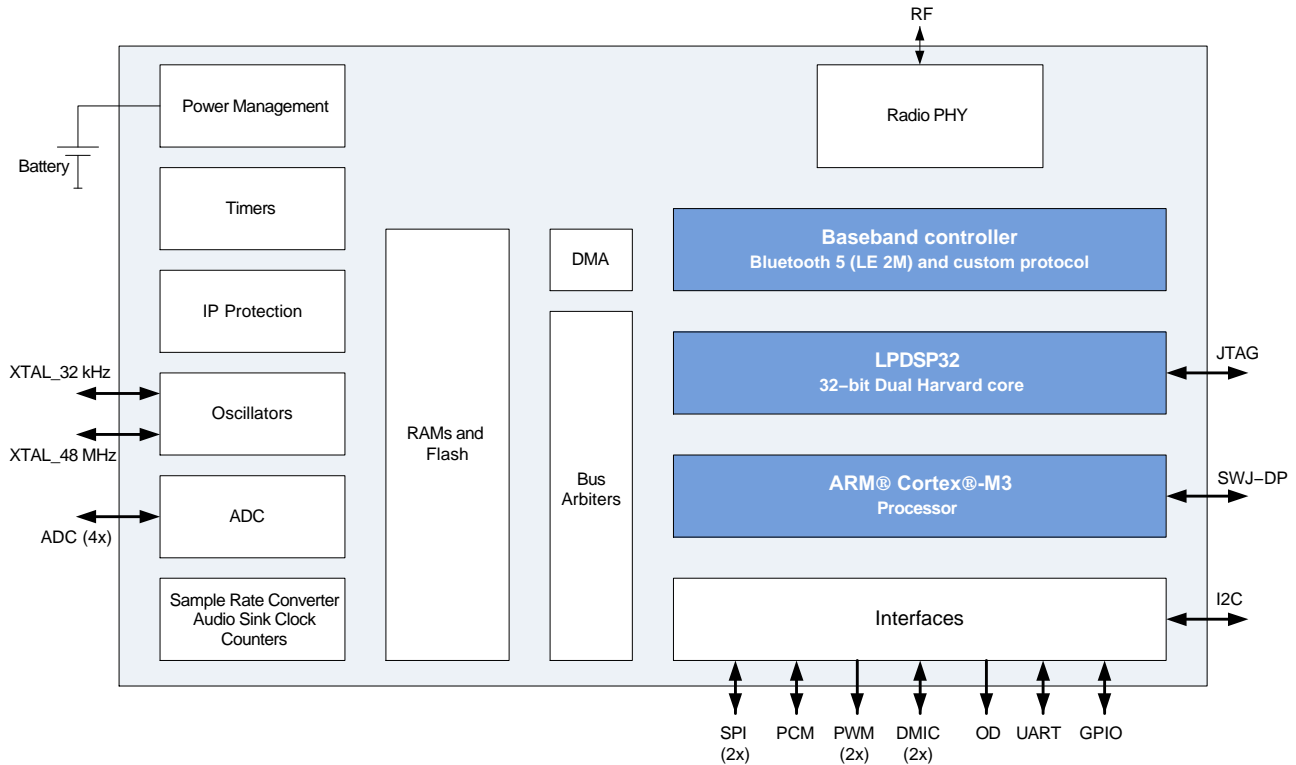 RF
Power Management
Radio PHY
Battery
Timers
Baseband controller
Bluetooth 5 (LE 2M) and custom protocol
DMA
IP Protection
LPDSP32
32−bit Dual Harvard core
JTAG
XTAL_32 kHz
Oscillators
XTAL_48 MHz
RAMs and
Flash
Bus
Arbiters
ARM® Cortex®-M3
Processor
SWJ−DP
ADC
ADC (4x)
Sample Rate Converter
Audio Sink Clock
Counters
Interfaces
I2C
SPI
(2x)
PCM
PWM
(2x)
DMIC
(2x)
OD
UART
GPIO